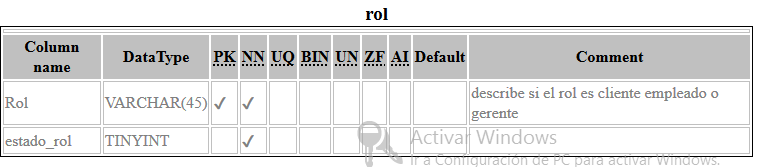 rol
Column name DataType PK NN UQ BIN UN ZF AI Default Comment
Rol VARCHAR(45) ✔ ✔ describe si el rol es cliente empleado o gerente
estado_rol TINYINT ✔
Activar Windows
Ir a Configuración de PC para activar Windows.